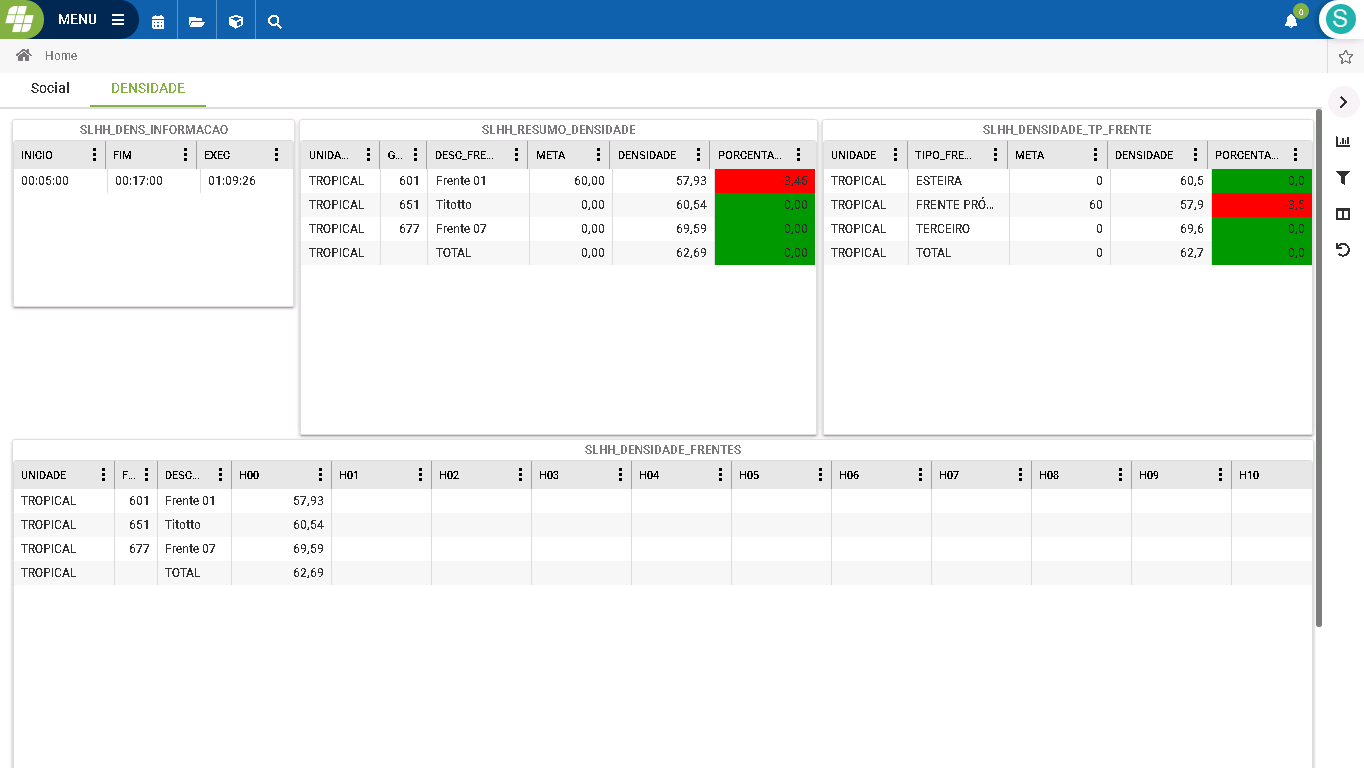 MENU
0
S
Home
Social DENSIDADE
SLHH_DENS_INFORMACAO
INICIO FIM EXEC
00:05:00 00:17:00 01:09:26
SLHH_RESUMO_DENSIDADE
UNIDA... G... DESC_FRE... META DENSIDADE PORCENTA...
TROPICAL 601 Frente 01 60,00 57,93 -3,45
TROPICAL 651 Titotto 0,00 60,54 0,00
TROPICAL 677 Frente 07 0,00 69,59 0,00
TROPICAL TOTAL 0,00 62,69 0,00
SLHH_DENSIDADE_TP_FRENTE
UNIDADE TIPO_FRE... META DENSIDADE PORCENTA...
TROPICAL ESTEIRA 0 60,5 0,0
TROPICAL FRENTE PRÓ... 60 57,9 -3,5
TROPICAL TERCEIRO 0 69,6 0,0
TROPICAL TOTAL 0 62,7 0,0
SLHH_DENSIDADE_FRENTES
UNIDADE F... DESC... H00 H01 H02 H03 H04 H05 H06 H07 H08 H09 H10
TROPICAL 601 Frente 01 57,93
TROPICAL 651 Titotto 60,54
TROPICAL 677 Frente 07 69,59
TROPICAL TOTAL 62,69